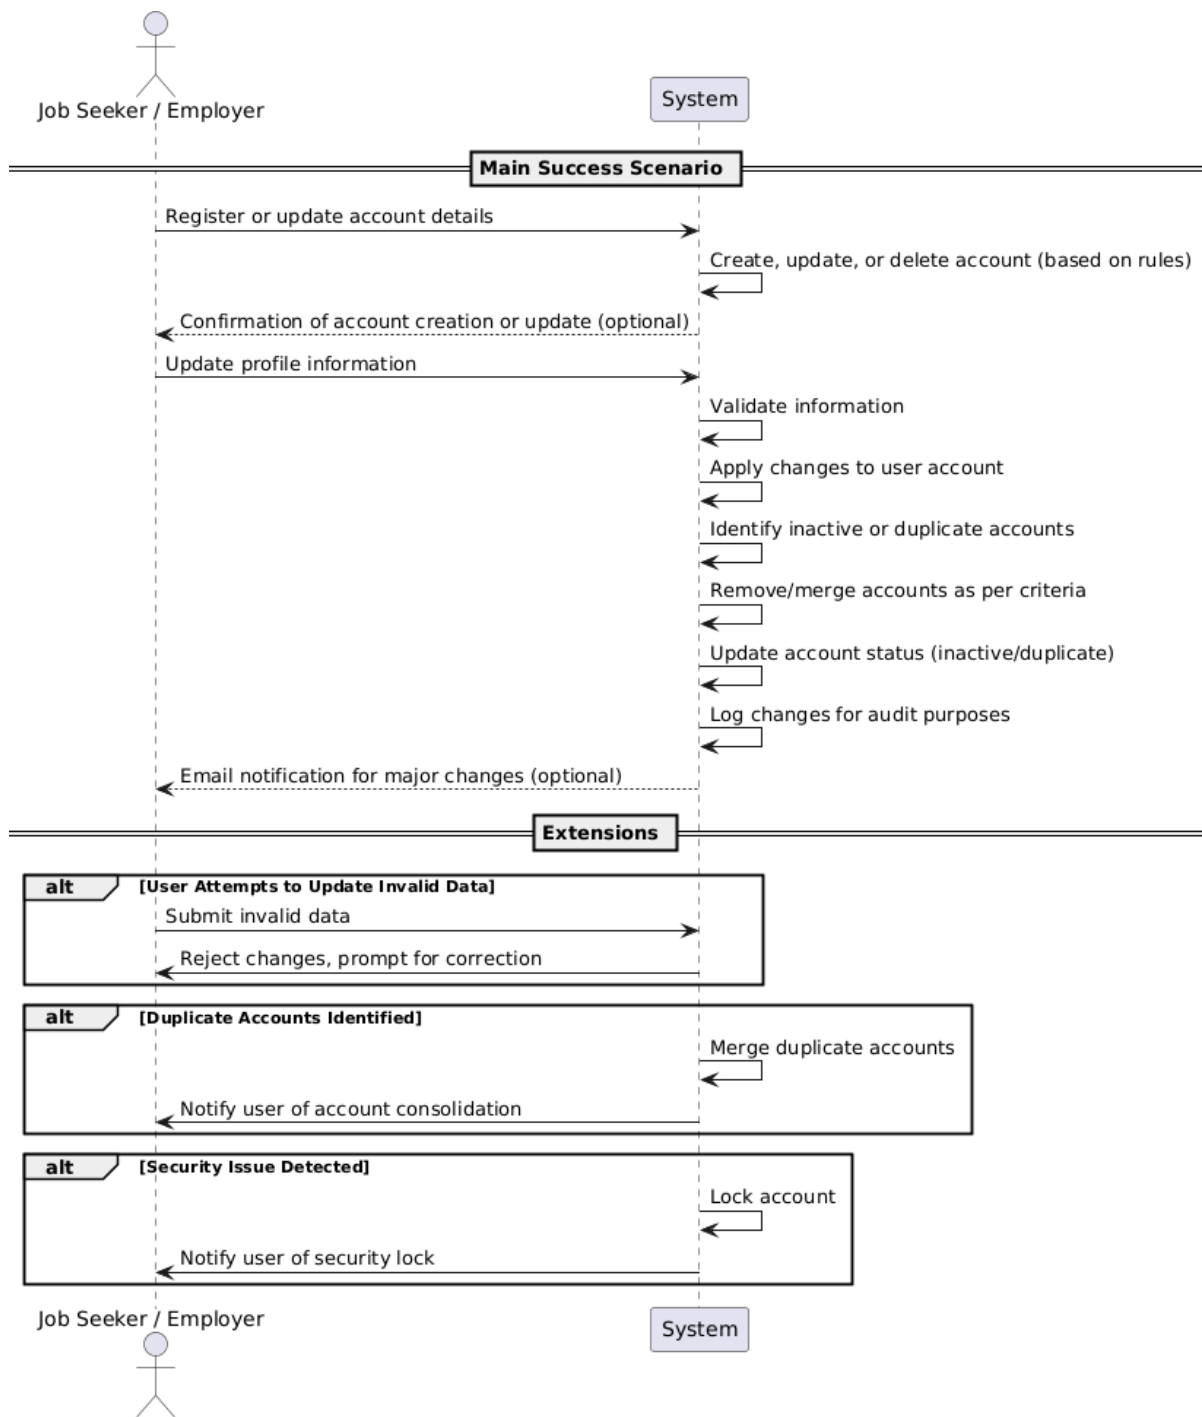 Job Seeker / Employer
System
Main Success Scenario
Register or update account details
Create, update, or delete account (based on rules)
Confirmation of account creation or update (optional)
Update profile information
Validate information
Apply changes to user account
Identify inactive or duplicate accounts
Remove/merge accounts as per criteria
Update account status (inactive/duplicate)
Log changes for audit purposes
Email notification for major changes (optional)
Extensions
alt [User Attempts to Update Invalid Data]
Submit invalid data
Reject changes, prompt for correction
alt [Duplicate Accounts Identified]
Merge duplicate accounts
Notify user of account consolidation
alt [Security Issue Detected]
Lock account
Notify user of security lock
Job Seeker / Employer
System